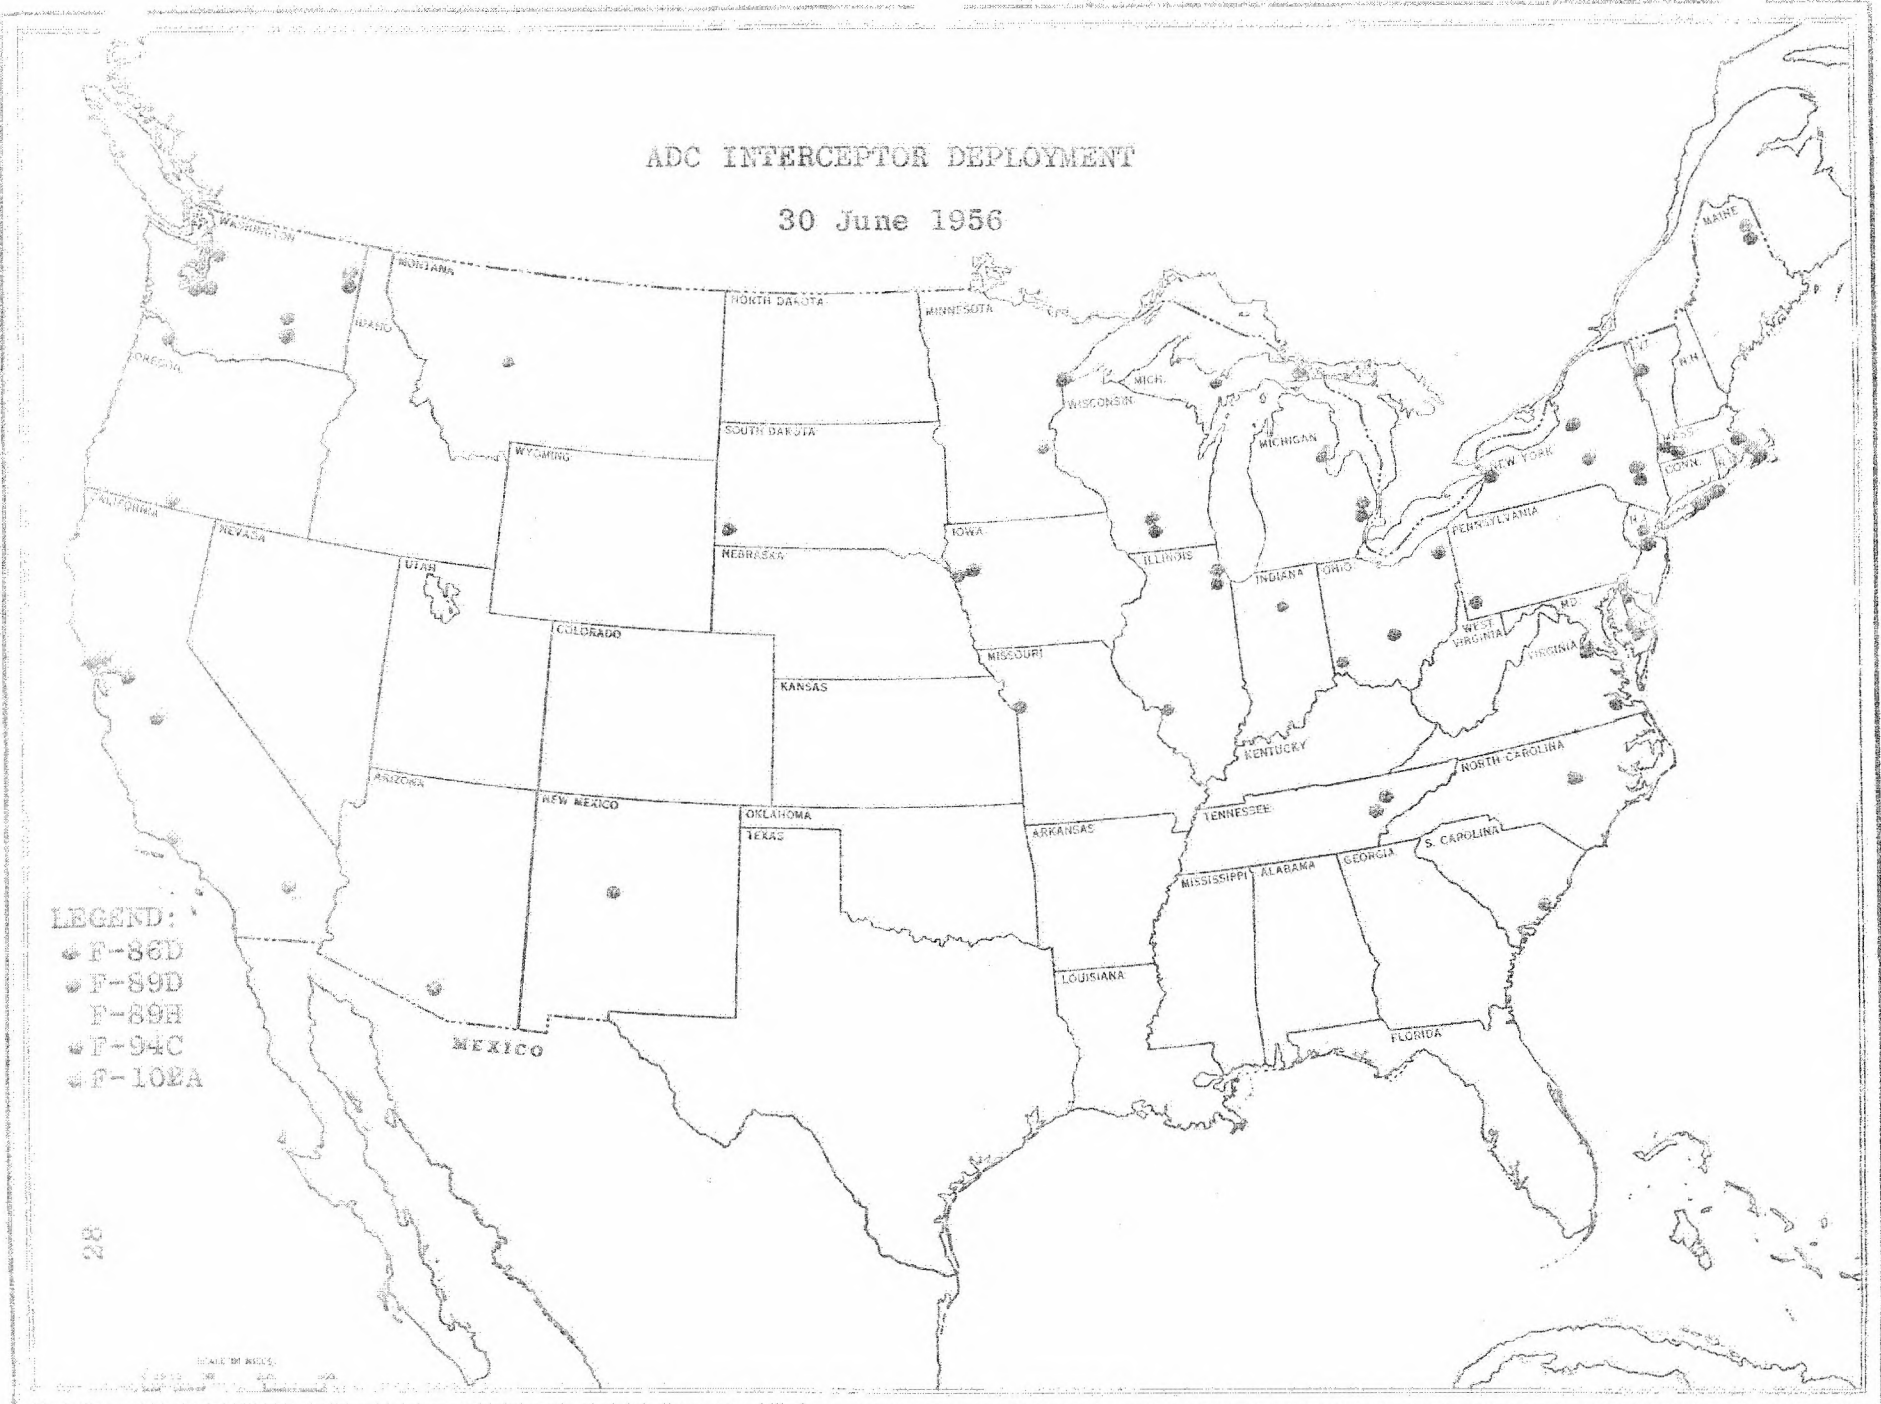 ADC INTERCEPTOR DEPLOYMENT
30 June 1956
WASHINGTON
MONTANA
NORTH DAKOTA
MINNESOTA
MAINE
IDAHO
OREGON
VT.
N.H.
MICH.
WISCONSIN
SOUTH DAKOTA
MICHIGAN
WYOMING
NEW YORK
CONN.
CALIFORNIA
NEVADA
IOWA
PENNSYLVANIA
N.J.
NEBRASKA
ILLINOIS
UTAH
INDIANA
OHIO
MD.
COLORADO
WEST
VIRGINIA
VIRGINIA
MISSOURI
KANSAS
KENTUCKY
NORTH CAROLINA
ARIZONA
NEW MEXICO
OKLAHOMA
TENNESSEE
TEXAS
ARKANSAS
S. CAROLINA
GEORGIA
ALABAMA
MISSISSIPPI
LEGEND:
F-86D
F-89D
F-89H
F-94C
LOUISIANA
FLORIDA
MEXICO
28
SCALE IN MILES